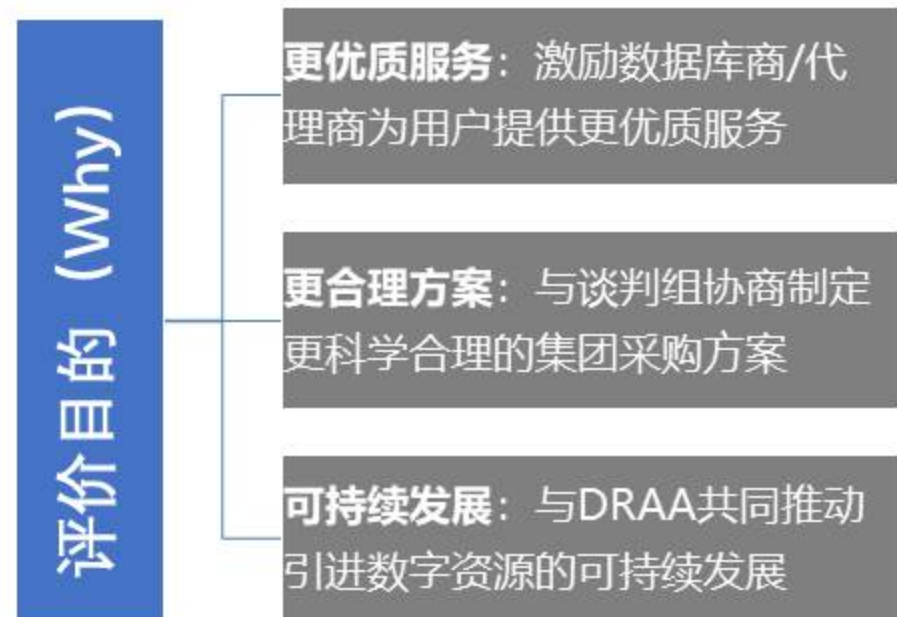 评价目的 (Why)
更优质服务：激励数据库商/代
理商为用户提供更优质服务
更合理方案：与谈判组协商制定
更科学合理的集团采购方案
可持续发展：与DRAA共同推动
引进数字资源的可持续发展